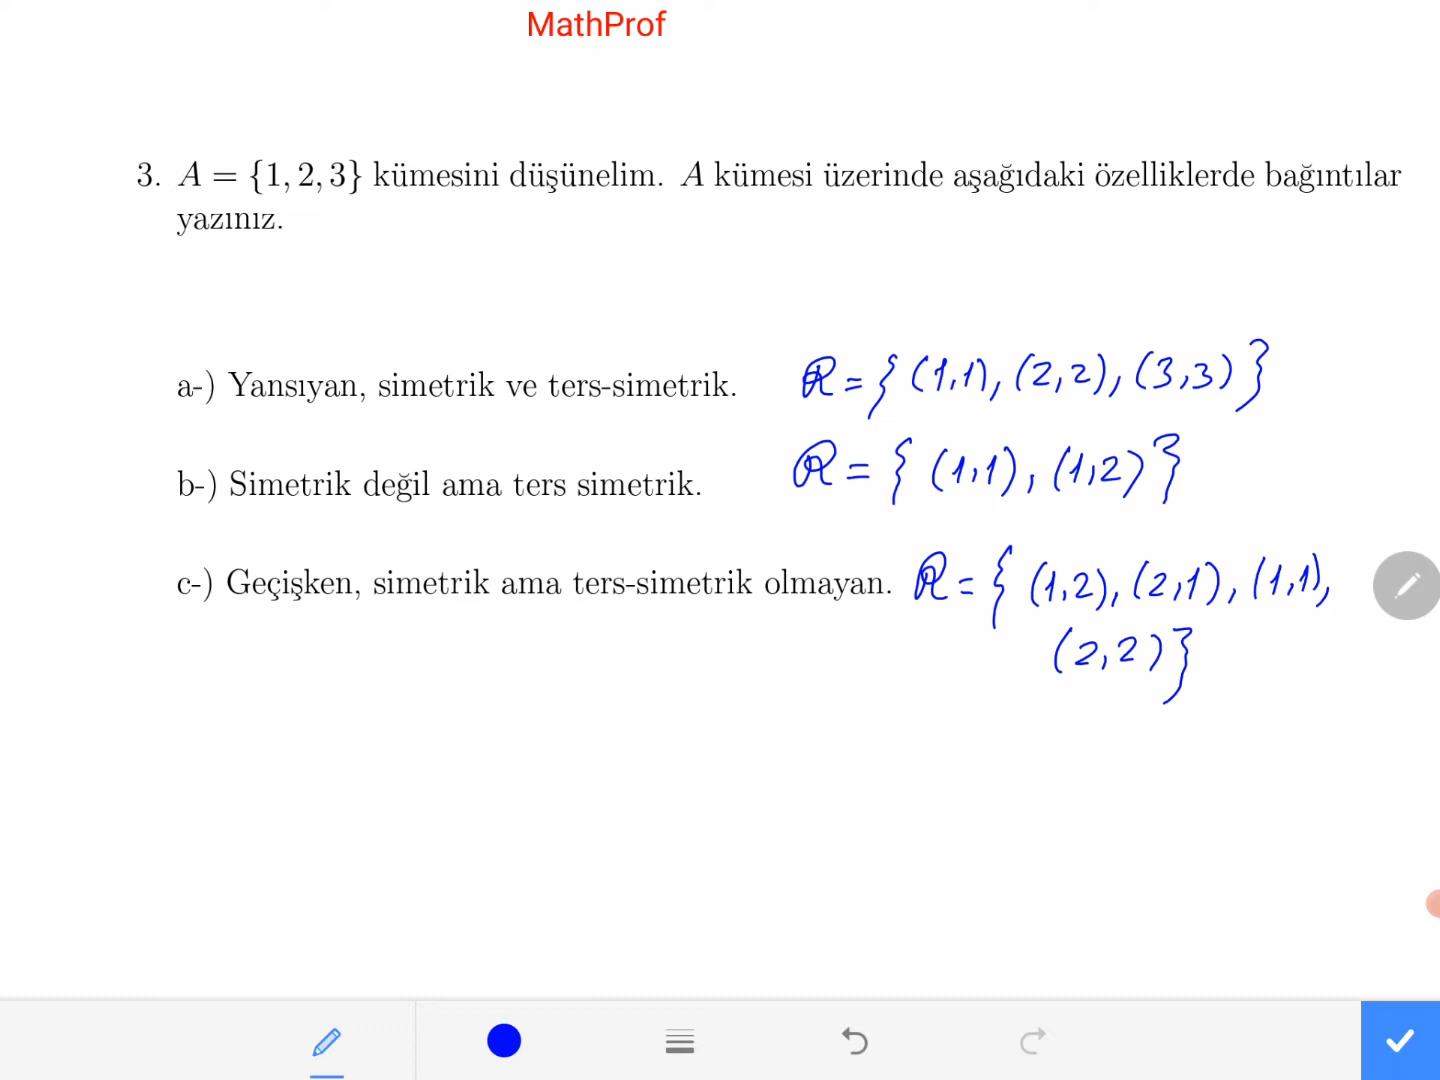 MathProf
3. A = {1, 2, 3} kümesini düşünelim. A kümesi üzerinde aşağıdaki özelliklerde bağıntılar
yazınız.
a-) Yansıyan, simetrik ve ters-simetrik. R = { (1,1), (2,2), (3,3) }
b-) Simetrik değil ama ters simetrik. R = { (1,1), (1,2) }
c-) Geçişken, simetrik ama ters-simetrik olmayan. R = { (1,2), (2,1), (1,1),
(2,2) }